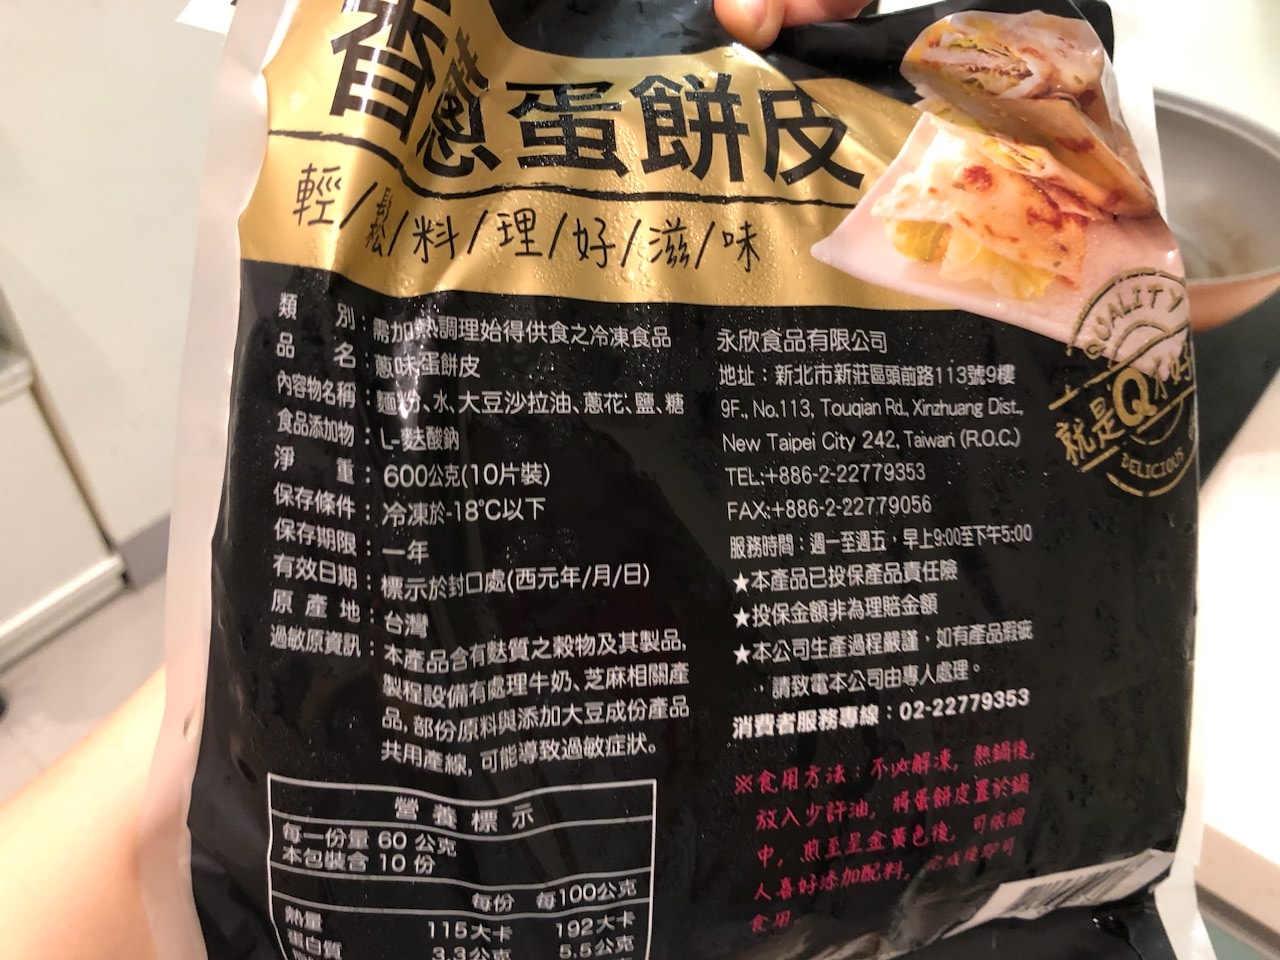 香蔥蛋餅皮
輕/鬆/料/理/好/滋/味
類別：需加熱調理始得供食之冷凍食品
品名：蔥味蛋餅皮
內容物名稱：麵粉、水、大豆沙拉油、蔥花、鹽、糖
食品添加物：L-麩酸鈉
淨重：600公克(10片裝)
保存條件：冷凍於-18℃以下
保存期限：一年
有效日期：標示於封口處(西元年/月/日)
原產地：台灣
過敏原資訊：本產品含有麩質之穀物及其製品,
製程設備有處理牛奶、芝麻相關產
品, 部份原料與添加大豆成份產品
共用產線, 可能導致過敏症狀。
營養標示
每一份量 60 公克
本包裝含 10 份
每份 每100公克
熱量 115大卡 192大卡
蛋白質 3.3公克 5.5公克
永欣食品有限公司
地址：新北市新莊區頭前路113號9樓
9F., No.113, Touqian Rd., Xinzhuang Dist.,
New Taipei City 242, Taiwan (R.O.C.)
TEL:+886-2-22779353
FAX:+886-2-22779056
服務時間：週一至週五，早上9:00至下午5:00
★本產品已投保產品責任險
★投保金額非為理賠金額
★本公司生產過程嚴謹，如有產品瑕疵
，請致電本公司由專人處理。
消費者服務專線：02-22779353
※食用方法：不必解凍, 熱鍋後,
放入少許油, 將蛋餅皮置於鍋
中, 煎至呈金黃色後, 可依個
人喜好添加配料, 完成後即可
食用
QUALITY
就是Q才好
DELICIOUS